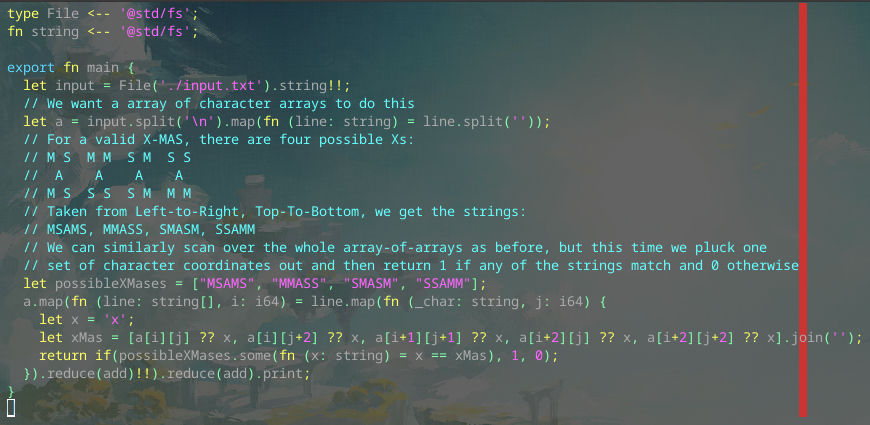 type File <-- '@std/fs';
fn string <-- '@std/fs';

export fn main {
  let input = File('./input.txt').string!!;
  // We want a array of character arrays to do this
  let a = input.split('\n').map(fn (line: string) = line.split(''));
  // For a valid X-MAS, there are four possible Xs:
  // M S  M M  S M  S S
  //  A    A    A    A
  // M S  S S  S M  M M
  // Taken from Left-to-Right, Top-To-Bottom, we get the strings:
  // MSAMS, MMASS, SMASM, SSAMM
  // We can similarly scan over the whole array-of-arrays as before, but this time we pluck one
  // set of character coordinates out and then return 1 if any of the strings match and 0 otherwise
  let possibleXMases = ["MSAMS", "MMASS", "SMASM", "SSAMM"];
  a.map(fn (line: string[], i: i64) = line.map(fn (_char: string, j: i64) {
    let x = 'x';
    let xMas = [a[i][j] ?? x, a[i][j+2] ?? x, a[i+1][j+1] ?? x, a[i+2][j] ?? x, a[i+2][j+2] ?? x].join('');
    return if(possibleXMases.some(fn (x: string) = x == xMas), 1, 0);
  }).reduce(add)!!).reduce(add).print;
}